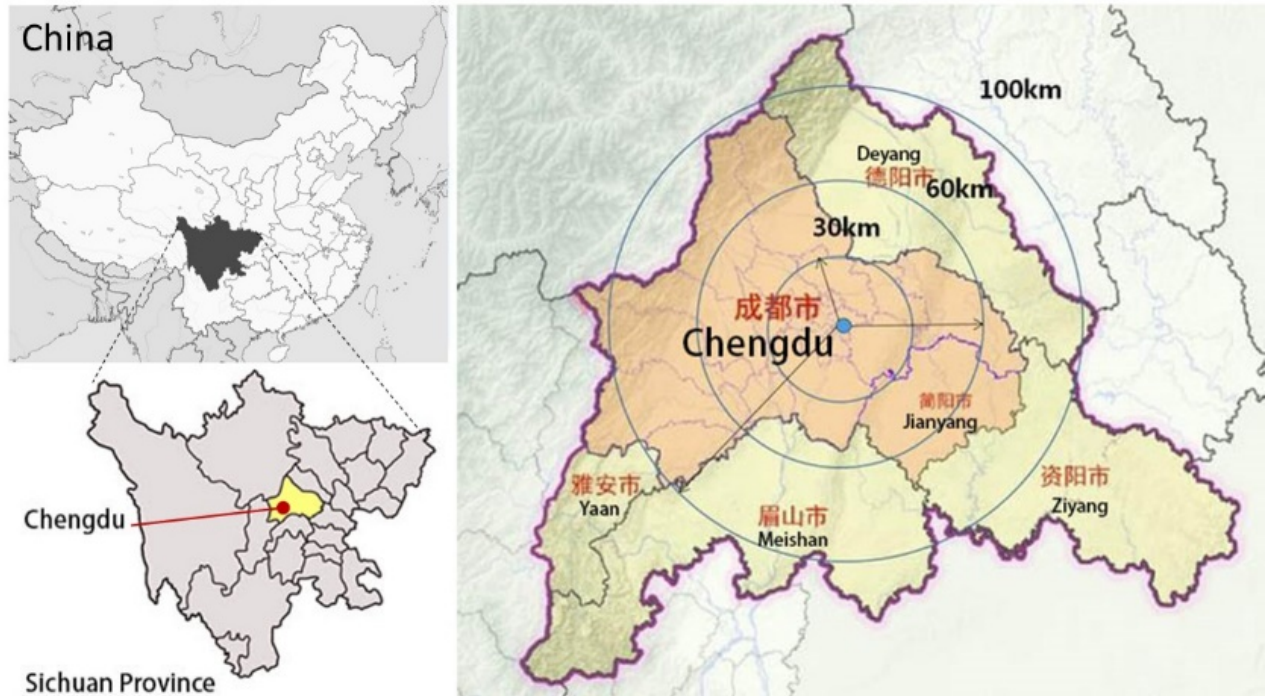 China
Chengdu
Sichuan Province
100km
Deyang
德阳市
60km
30km
成都市
Chengdu
简阳市
Jianyang
雅安市
Yaan
资阳市
Ziyang
眉山市
Meishan